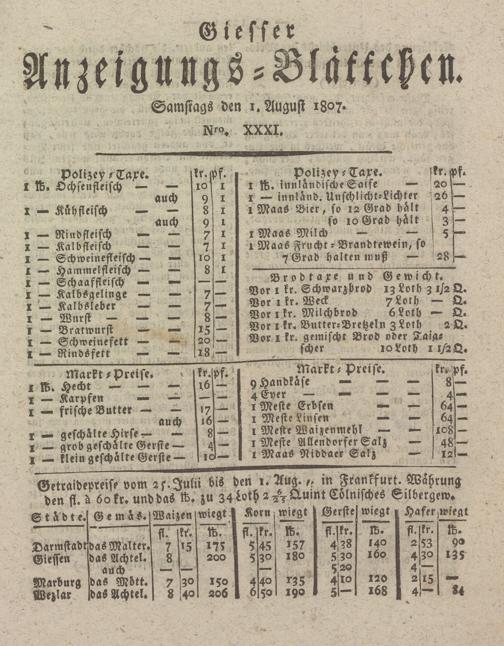 Giesser
Anzeigungs-Blättchen.
Samstags den 1. August 1807.
Nro. XXXI.
Polizey-Taxe. kr. pf.
1 ℔. Ochsenfleisch — — 10 1
auch 9 1
1 — Kühfleisch — — 8 1
auch 9 1
1 — Rindfleisch — — 7 1
1 — Kalbfleisch — — 7 1
1 — Schweinefleisch — — 10 1
1 — Hammelfleisch — — 8 1
1 — Schaaffleisch — — — —
1 — Kalbsgelinge — — 7 —
1 — Kalbsleber — — 7 —
1 — Wurst — — 8 —
1 — Bratwurst — — 15 —
1 — Schweinefett — — 20 —
1 — Rindsfett — — 18 —
Polizey-Taxe. kr. pf.
1 ℔. innländische Saife — 20 —
1 — innländ. Unschlicht-Lichter 26 —
1 Maas Bier, so 12 Grad hält 4 —
so 10 Grad hält 3 —
1 Maas Milch — — 5 —
1 Maas Frucht-Brandtewein, so
7 Grad halten muß — 28 —
Brodtaxe und Gewicht.
Vor 1 kr. Schwarzbrod 13 Loth 3 1/2 Q.
Vor 1 kr. Weck 7 Loth — Q.
Vor 1 kr. Milchbrod 6 Loth — Q.
Vor 1 kr. Butter-Bretzeln 3 Loth 2 Q.
Vor 1 kr. gemischt Brod oder Taig-
scher 10 Loth 1 1/2 Q.
Markt-Preise. kr. pf.
1 ℔. Hecht — — 16 —
1 — Karpfen — — — —
1 — frische Butter — — 17 —
auch 16 —
1 — geschälte Hirse — — 8 —
1 — grob geschälte Gerste — 4 —
1 — klein geschälte Gerste — 10 —
Markt-Preise. kr. pf.
9 Handkäse — — — 8 —
4 Eyer — — — 4 —
1 Meste Erbsen — — 64 —
1 Meste Linsen — — 64 —
1 Meste Waizenmehl — — 108 —
1 Meste Allendorfer Salz — 48 —
1 Maas Niddaer Salz — 12 —
Getraidepreise vom 25. Julii bis den 1. Aug. in Frankfurt. Währung
den fl. à 60 kr. und das ℔. zu 34 Loth 2 6/25 Quint Cölnisches Silbergew.
Städte. Gemäs. Waizen wiegt Korn wiegt Gerste wiegt Hafer wiegt
fl. kr. ℔. fl. kr. ℔. fl. kr. ℔. fl. kr. ℔.
Darmstadt das Malter. 7 15 175 5 45 157 4 38 140 2 53 90
Giessen das Achtel. 8 200 5 30 180 5 30 160 4 30 135
auch — — — — — 5 20 4 —
Marburg das Mött. 7 30 150 4 40 135 4 10 120 2 15 —
Wezlar das Achtel. 8 40 206 6 50 190 5 — 168 4 — 84